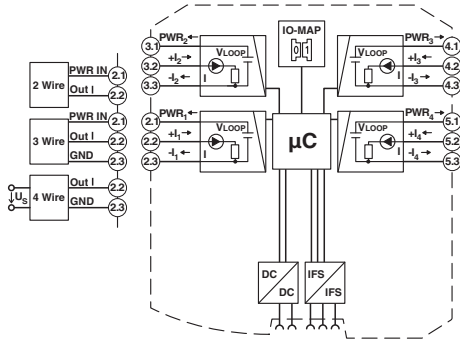 2 Wire
PWR IN
2.1
Out I
2.2
3 Wire
PWR IN
2.1
Out I
2.2
GND
2.3
US
4 Wire
Out I
2.2
GND
2.3
3.1
PWR2
3.2
+I2
3.3
-I2
VLOOP
I
2.1
PWR1
2.2
+I1
2.3
-I1
VLOOP
I
IO-MAP
0 1
µC
PWR3
4.1
+I3
4.2
-I3
4.3
VLOOP
I
PWR4
5.1
+I4
5.2
-I4
5.3
VLOOP
I
DC
DC
IFS
IFS